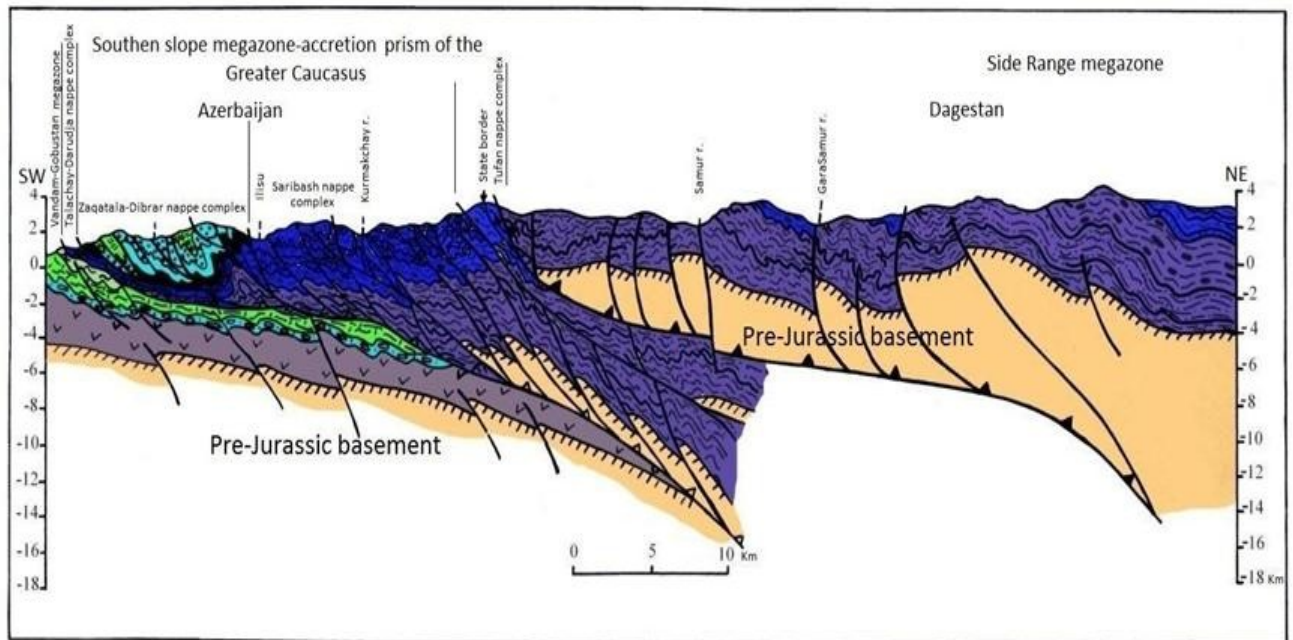 Southen slope megazone-accretion prism of the
Greater Caucasus
Side Range megazone
Azerbaijan
Dagestan
Vandam-Gobustan megazone
Talachay-Darudja nappe complex
Zaqatala-Dibrar nappe complex
Ilisu
Saribash nappe
complex
Kurmakchay r.
State border
Tufan nappe complex
Samur r.
GaraSamur r.
SW
NE
4
2
0
-2
-4
-6
-8
-10
-12
-14
-16
-18
4
2
0
-2
-4
-6
-8
-10
-12
-14
-16
-18 Km
Pre-Jurassic basement
Pre-Jurassic basement
0 5 10 Km